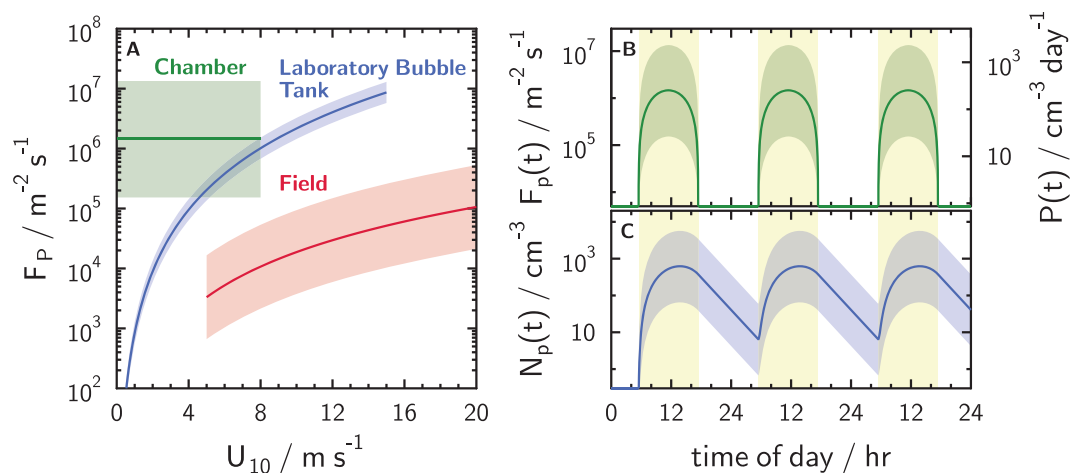 A
Chamber
Laboratory Bubble
Tank
Field
F_P / m^-2 s^-1
10^8
10^7
10^6
10^5
10^4
10^3
10^2
0 4 8 12 16 20
U_10 / m s^-1
B
F_p(t) / m^-2 s^-1
10^7
10^5
P(t) / cm^-3 day^-1
10^3
10
C
N_p(t) / cm^-3
10^3
10
12 24 12 24 12 24
time of day / hr